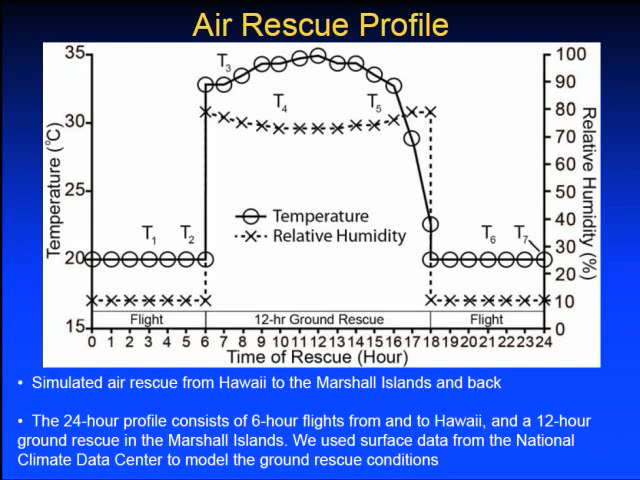 Air Rescue Profile
35
30
25
20
15
Temperature (°C)
100
90
80
70
60
50
40
30
20
10
0
Relative Humidity (%)
T3
T4
T5
T1
T2
T6
T7
Temperature
Relative Humidity
Flight
12-hr Ground Rescue
Flight
0 1 2 3 4 5 6 7 8 9 10 11 12 13 14 15 16 17 18 19 20 21 22 23 24
Time of Rescue (Hour)
• Simulated air rescue from Hawaii to the Marshall Islands and back
• The 24-hour profile consists of 6-hour flights from and to Hawaii, and a 12-hour
ground rescue in the Marshall Islands. We used surface data from the National
Climate Data Center to model the ground rescue conditions